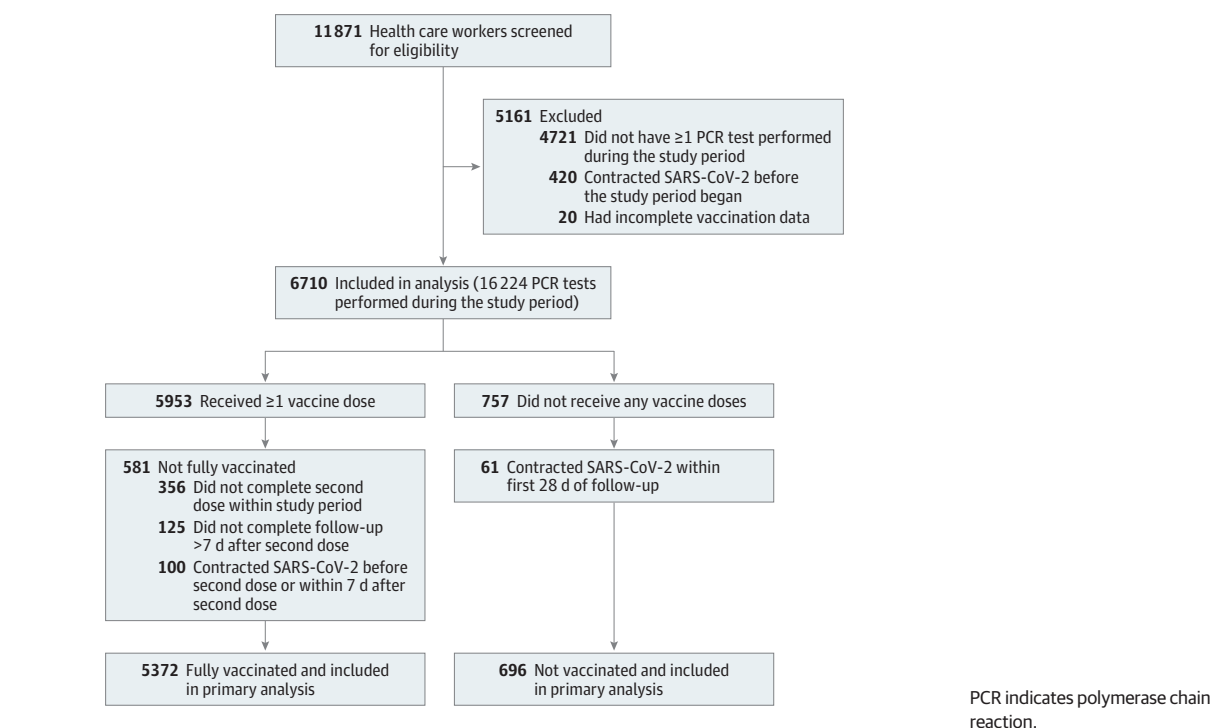 11871 Health care workers screened
for eligibility
5161 Excluded
4721 Did not have ≥1 PCR test performed
during the study period
420 Contracted SARS-CoV-2 before
the study period began
20 Had incomplete vaccination data
6710 Included in analysis (16224 PCR tests
performed during the study period)
5953 Received ≥1 vaccine dose
757 Did not receive any vaccine doses
581 Not fully vaccinated
356 Did not complete second
dose within study period
125 Did not complete follow-up
>7 d after second dose
100 Contracted SARS-CoV-2 before
second dose or within 7 d after
second dose
61 Contracted SARS-CoV-2 within
first 28 d of follow-up
5372 Fully vaccinated and included
in primary analysis
696 Not vaccinated and included
in primary analysis
PCR indicates polymerase chain
reaction.